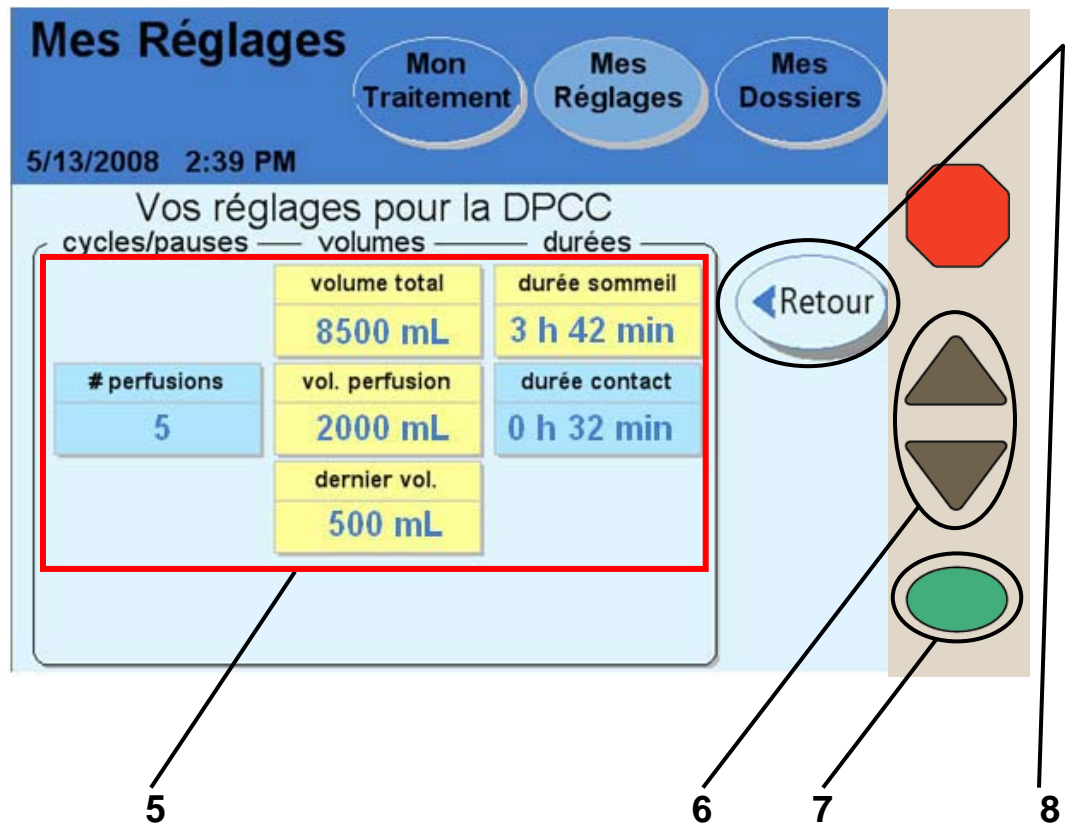 Mes Réglages
Mon
Traitement
Mes
Réglages
Mes
Dossiers
5/13/2008 2:39 PM
Vos réglages pour la DPCC
cycles/pauses volumes durées
volume total durée sommeil
8500 mL 3 h 42 min
Retour
# perfusions vol. perfusion durée contact
5 2000 mL 0 h 32 min
dernier vol.
500 mL
5 6 7 8